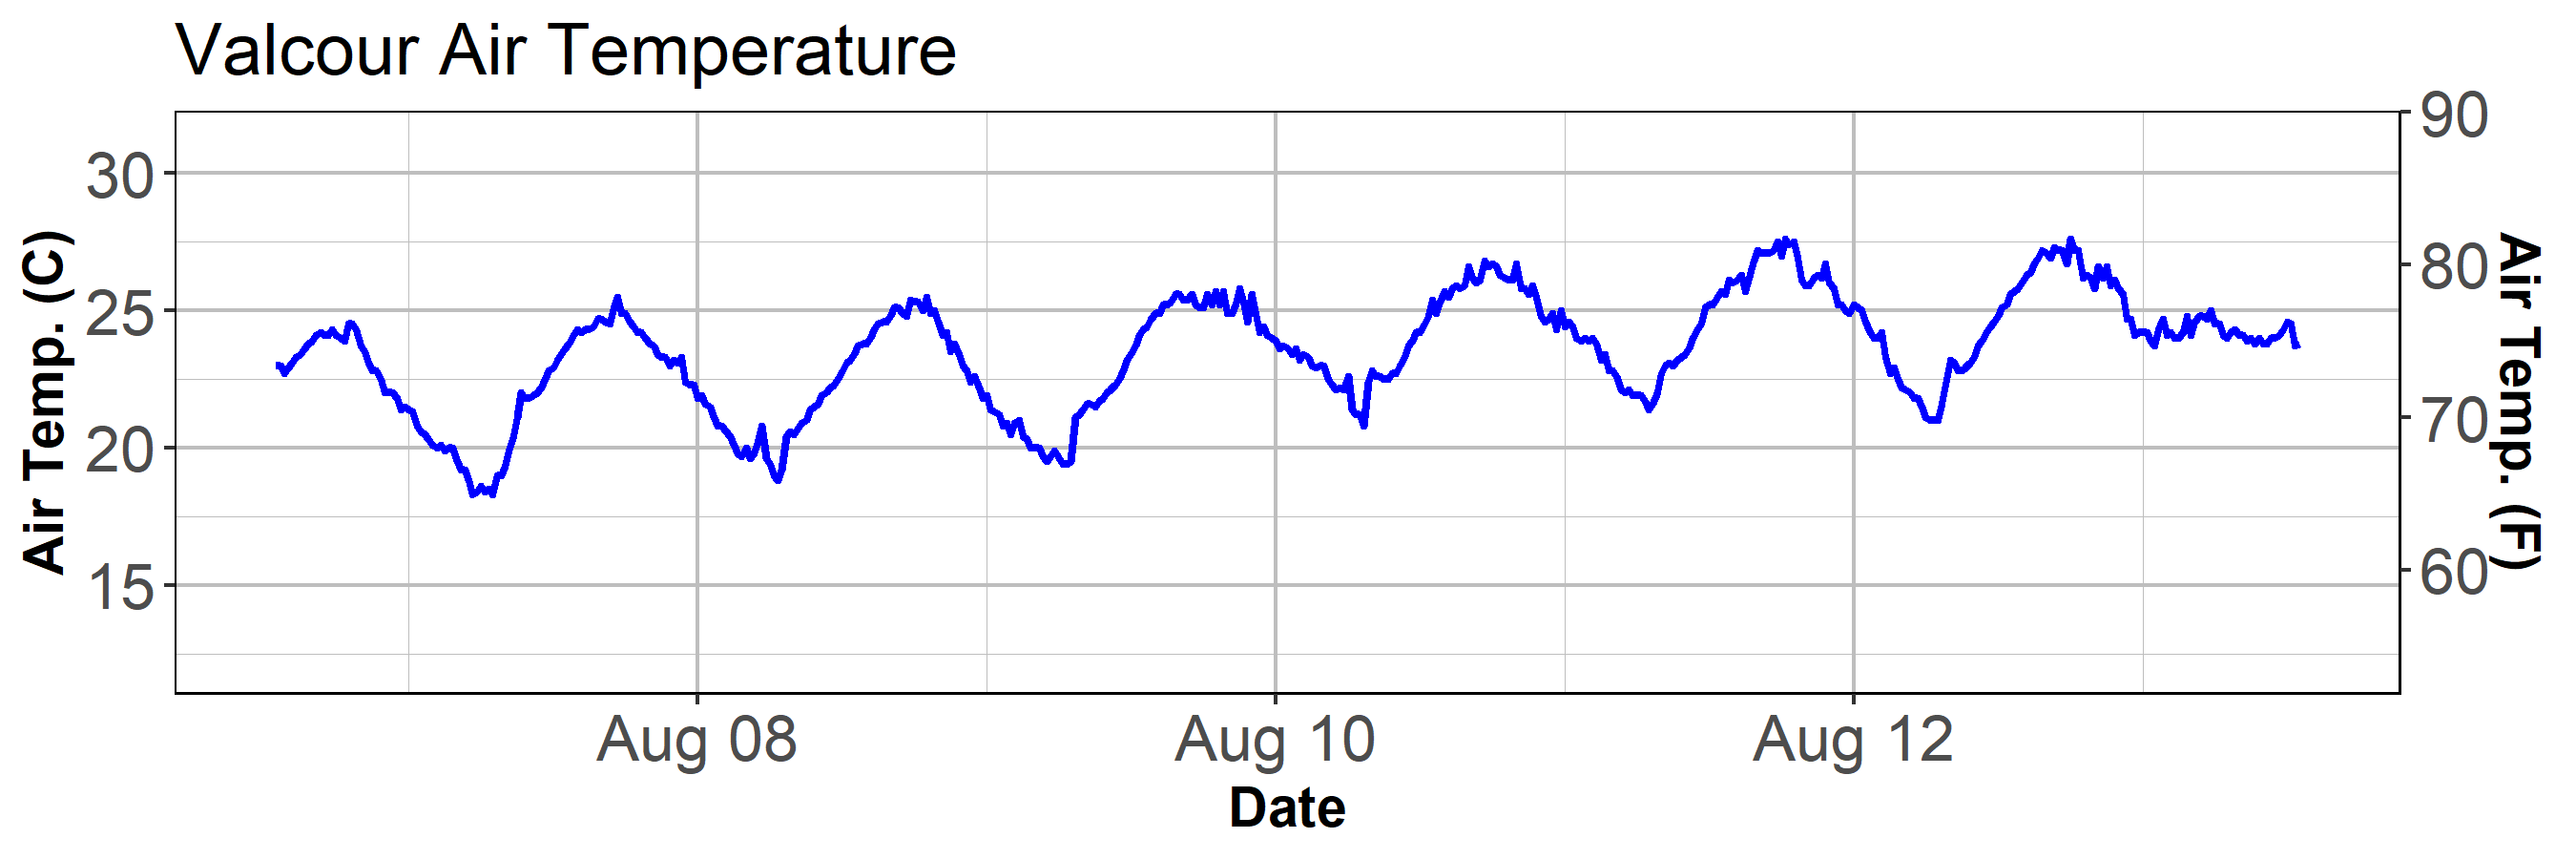 Valcour Air Temperature
30
25
20
15
Air Temp. (C)
90
80
70
60
Air Temp. (F)
Aug 08
Aug 10
Aug 12
Date